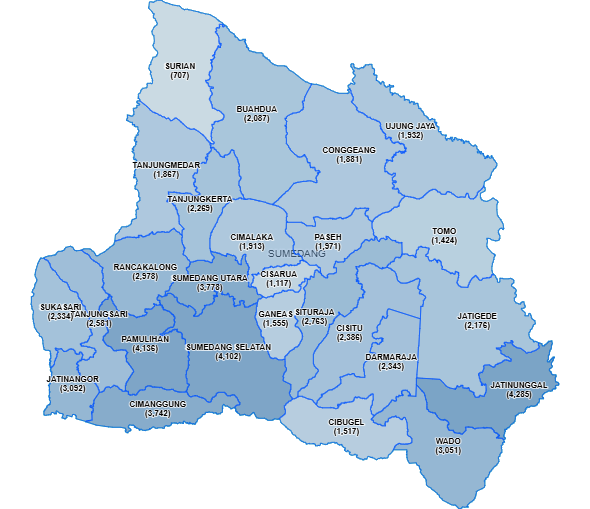 SURIAN
(707)
BUAHDUA
(2,087)
UJUNG JAYA
(1,932)
CONGGEANG
(1,881)
TANJUNGMEDAR
(1,867)
TANJUNGKERTA
(2,269)
CIMALAKA
(1,913)
PASEH
(1,971)
TOMO
(1,424)
SUMEDANG
RANCAKALONG
(2,978)
SUMEDANG UTARA
(3,778)
CISARUA
(1,117)
SUKASARI
(2,334)
TANJUNGSARI
(2,581)
GANEAS
(1,555)
SITURAJA
(2,763)
CISITU
(2,386)
JATIGEDE
(2,176)
PAMULIHAN
(4,136)
SUMEDANG SELATAN
(4,102)
DARMARAJA
(2,343)
JATINANGOR
(3,092)
JATINUNGGAL
(4,285)
CIMANGGUNG
(3,742)
CIBUGEL
(1,517)
WADO
(3,051)